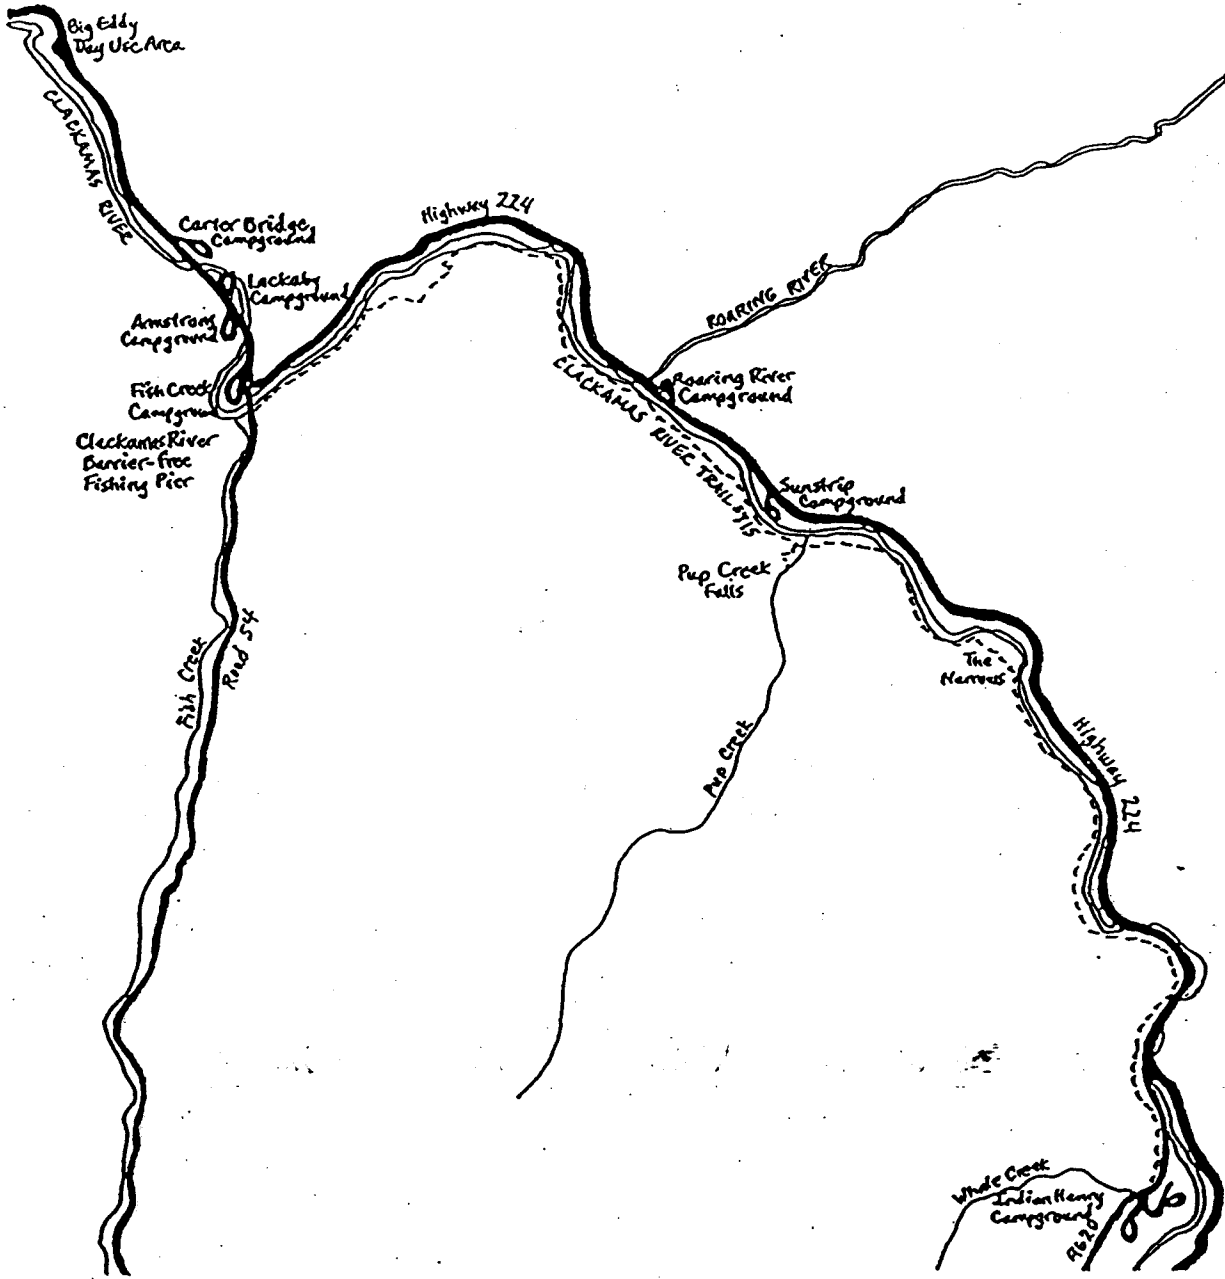 Big Eddy
Day Use Area
CLACKAMAS RIVER
Carter Bridge
Campground
Highway 224
Lackaby
Campground
Armstrong
Campground
ROARING RIVER
Fish Creek
Campground
Roaring River
Campground
CLACKAMAS RIVER TRAIL #715
Clackamas River
Barrier-free
Fishing Pier
Sunstrip
Campground
Pup Creek
Falls
Fish Creek
Road 54
The
Narrows
Pup Creek
Highway 224
Whale Creek
Indian Henry
Campground
4620